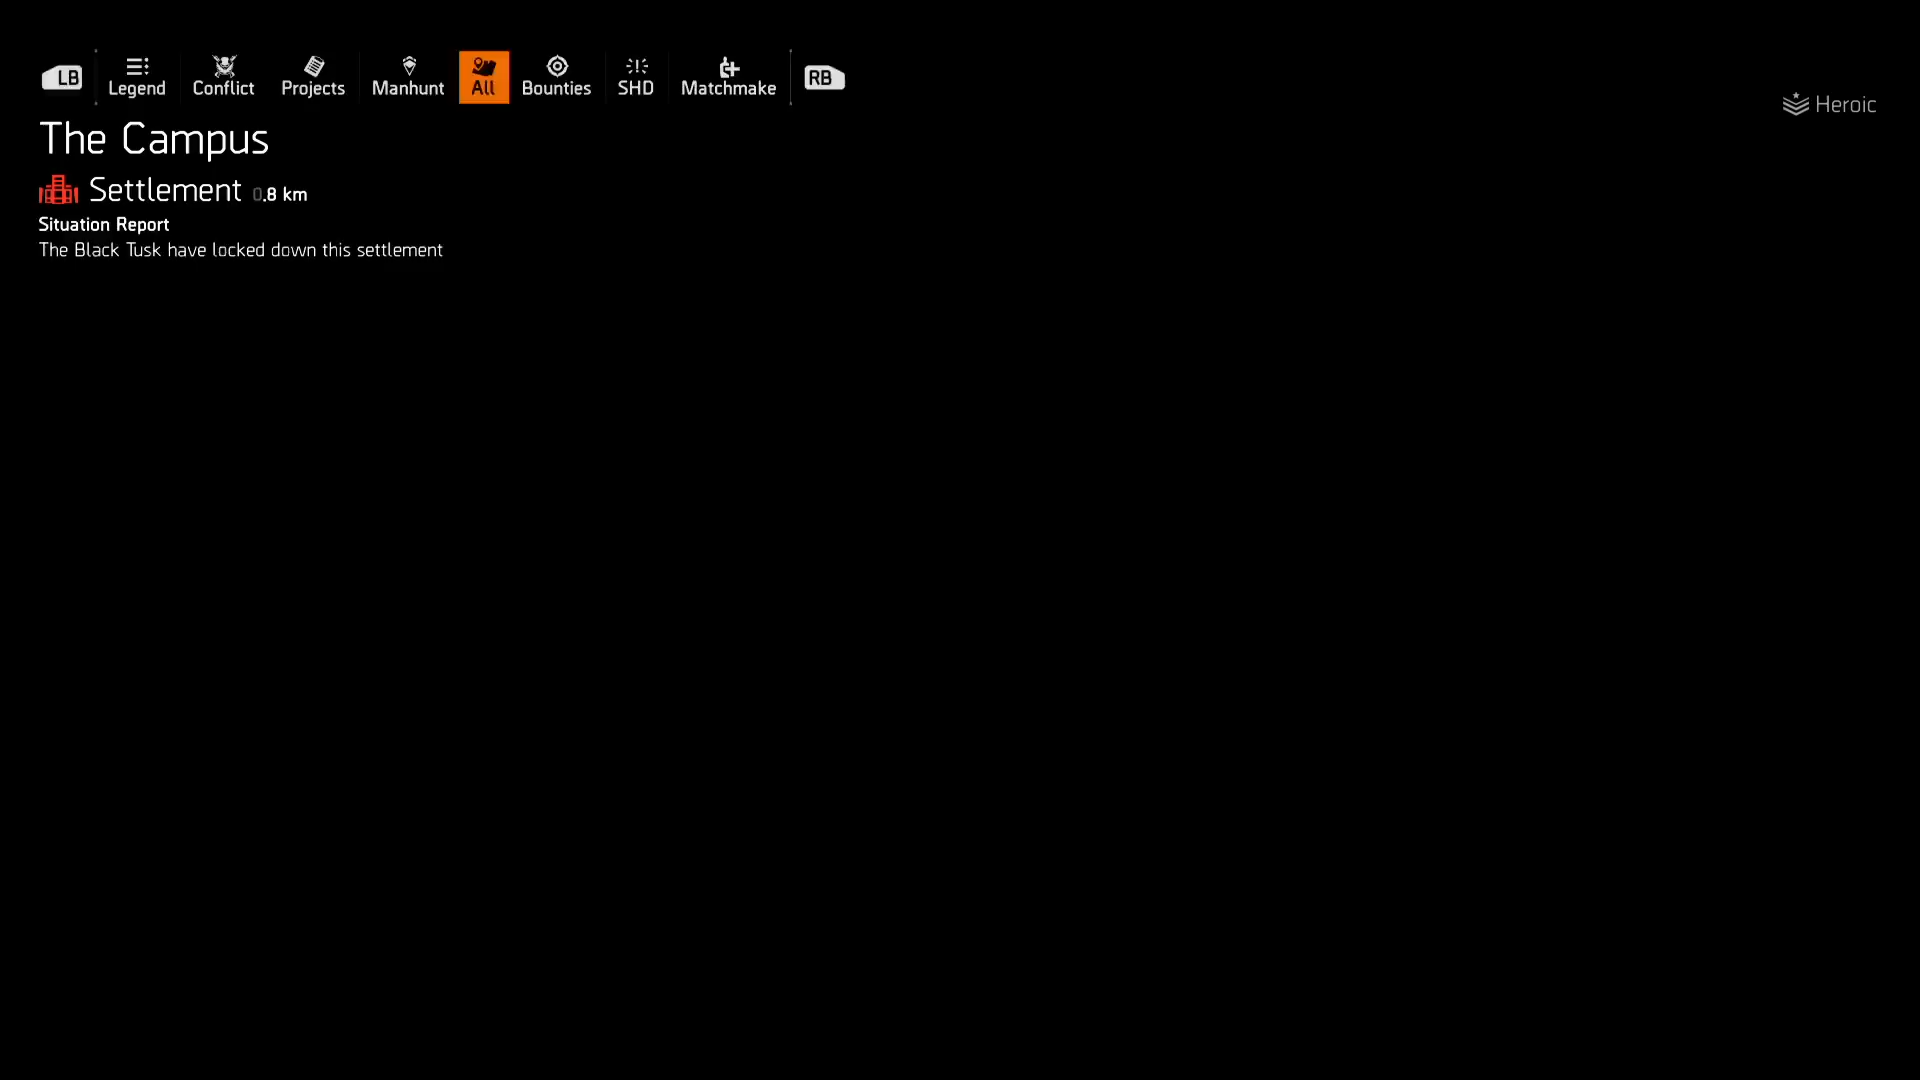 LB Legend Conflict Projects Manhunt All Bounties SHD Matchmake RB
Heroic
The Campus
Settlement 0.8 km
Situation Report
The Black Tusk have locked down this settlement